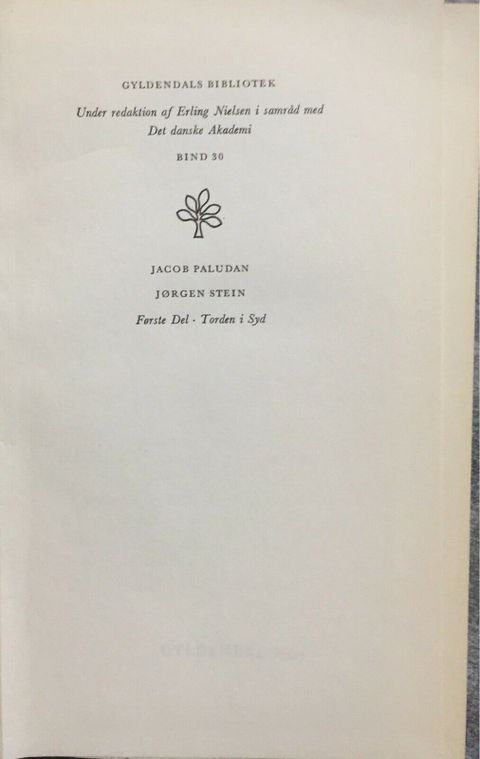 GYLDENDALS BIBLIOTEK
Under redaktion af Erling Nielsen i samråd med
Det danske Akademi
BIND 30
JACOB PALUDAN
JØRGEN STEIN
Første Del · Torden i Syd